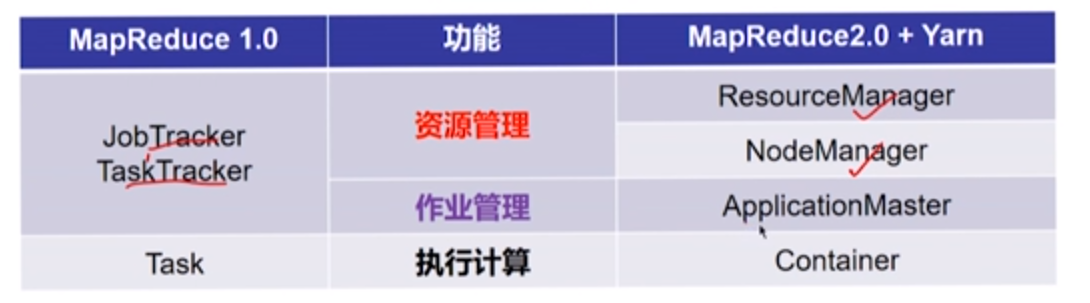 MapReduce 1.0 功能 MapReduce2.0 + Yarn
JobTracker
TaskTracker
资源管理
ResourceManager
NodeManager
作业管理 ApplicationMaster
Task 执行计算 Container